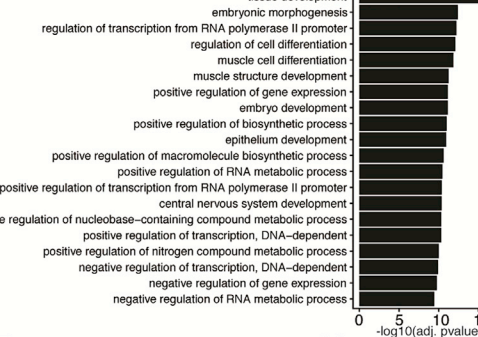 embryonic morphogenesis
regulation of transcription from RNA polymerase II promoter
regulation of cell differentiation
muscle cell differentiation
muscle structure development
positive regulation of gene expression
embryo development
positive regulation of biosynthetic process
epithelium development
positive regulation of macromolecule biosynthetic process
positive regulation of RNA metabolic process
positive regulation of transcription from RNA polymerase II promoter
central nervous system development
regulation of nucleobase−containing compound metabolic process
positive regulation of transcription, DNA−dependent
positive regulation of nitrogen compound metabolic process
negative regulation of transcription, DNA−dependent
negative regulation of gene expression
negative regulation of RNA metabolic process
0 5 10
-log10(adj. pvalue